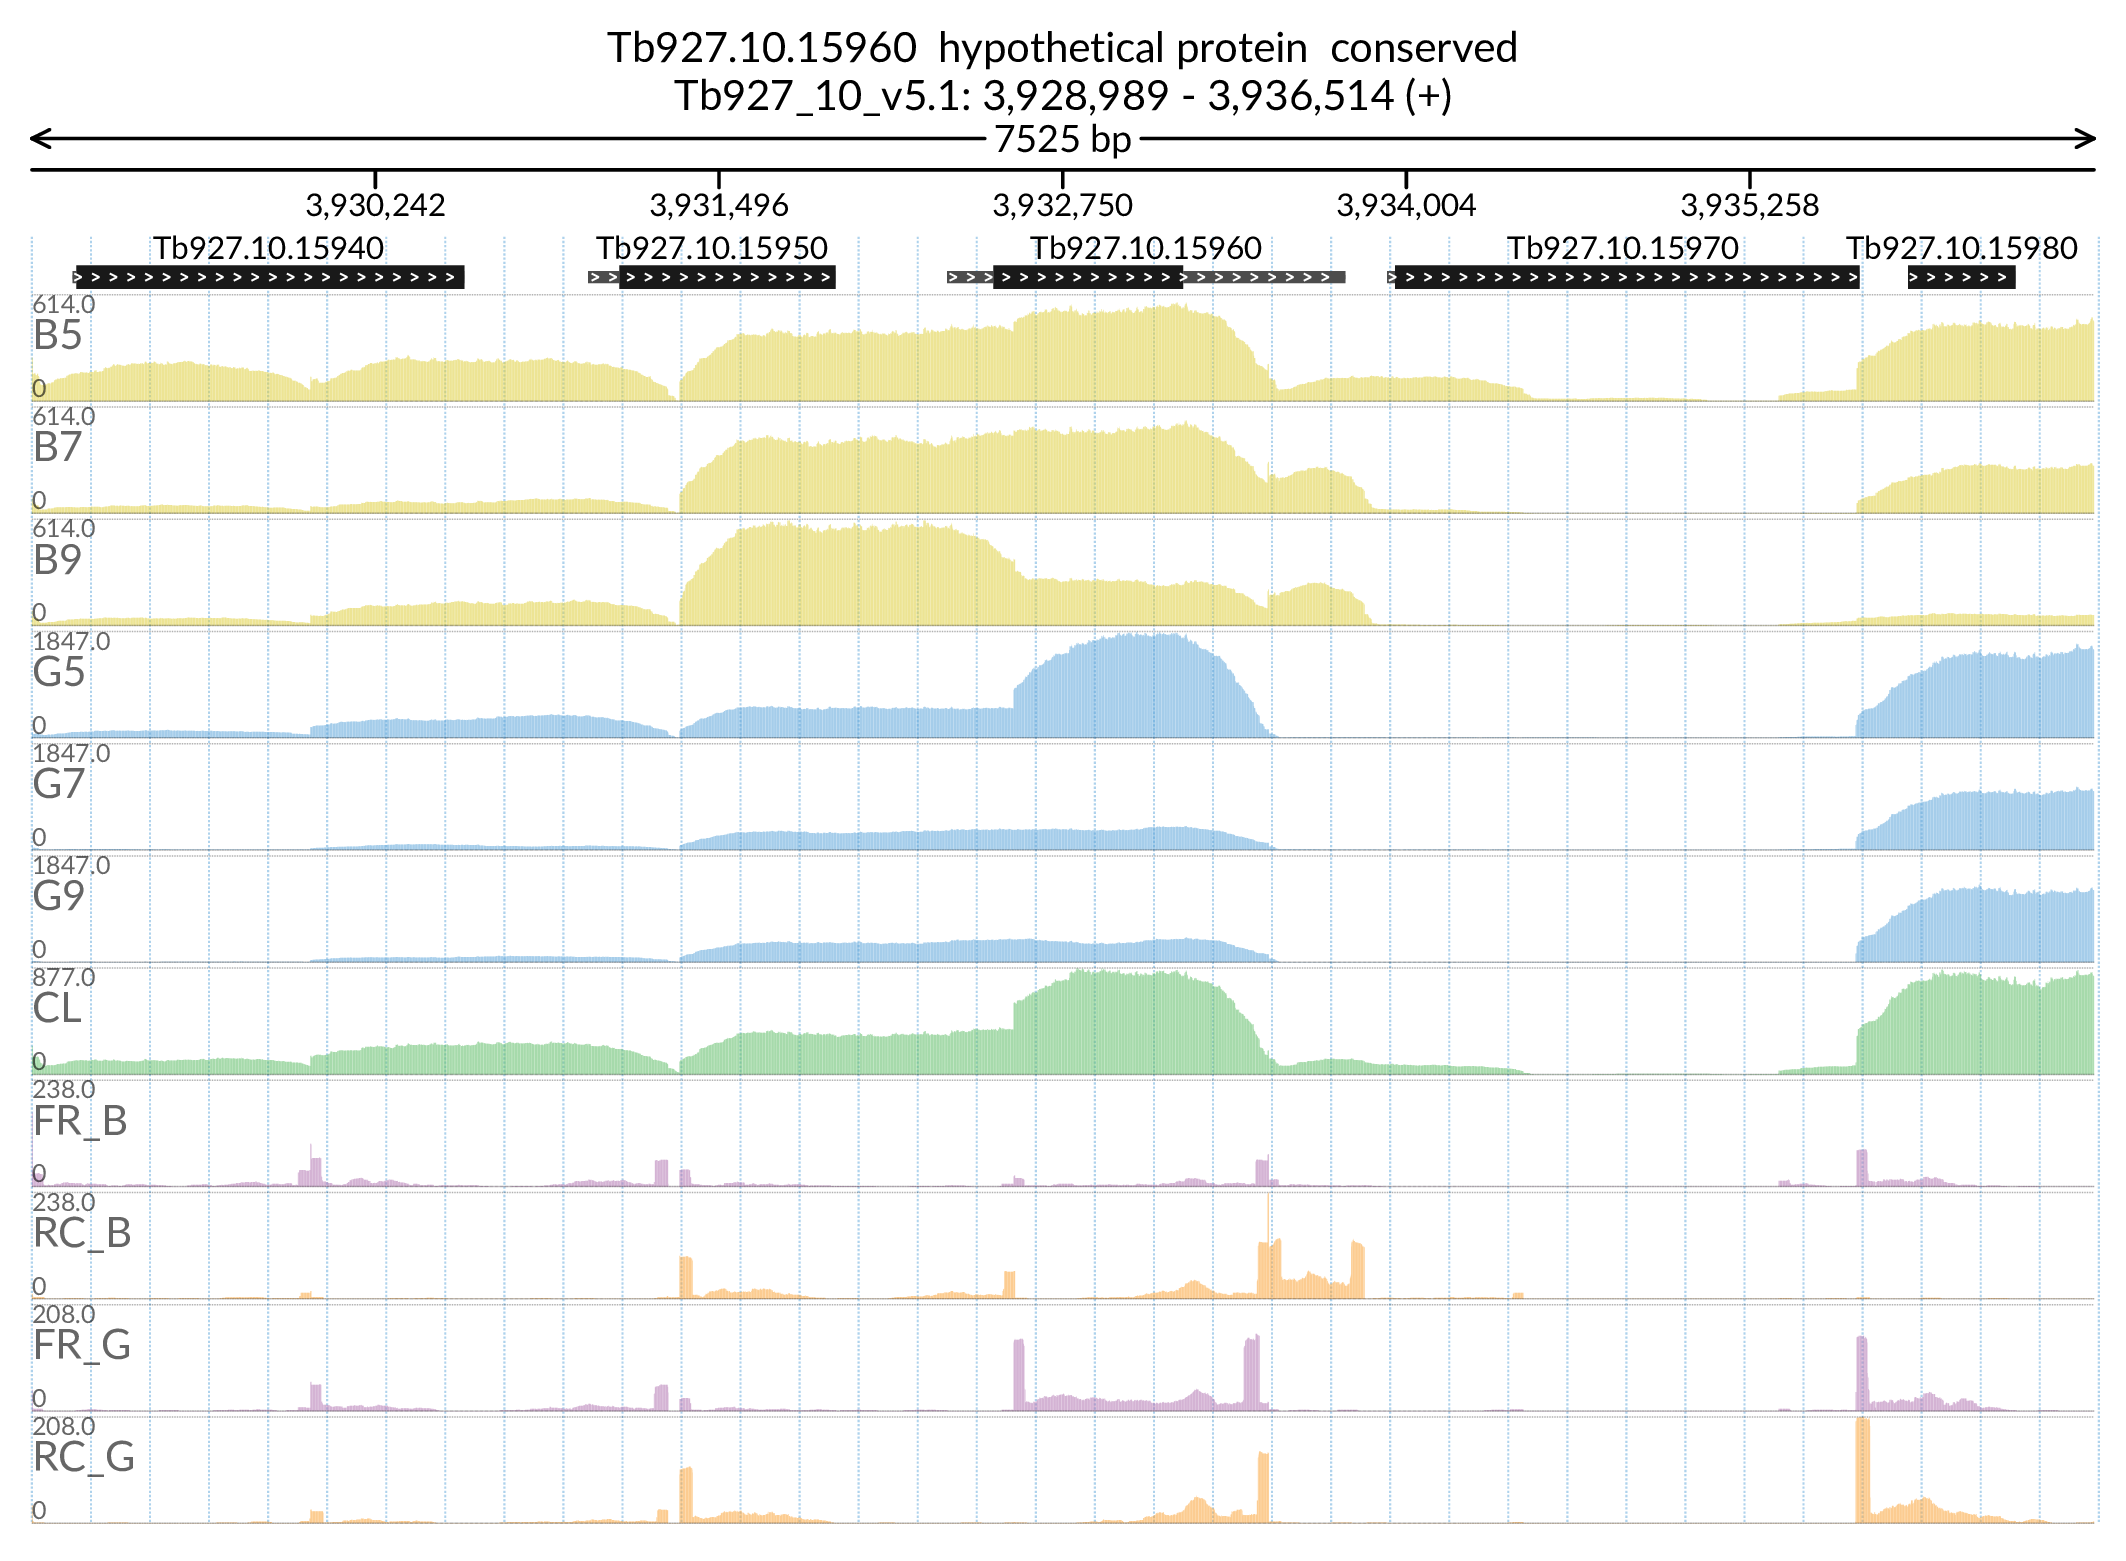 Tb927.10.15960  hypothetical protein  conserved
Tb927_10_v5.1: 3,928,989 - 3,936,514 (+)
7525 bp
3,930,242 3,931,496 3,932,750 3,934,004 3,935,258
Tb927.10.15940 Tb927.10.15950 Tb927.10.15960 Tb927.10.15970 Tb927.10.15980
614.0
B5
0
614.0
B7
0
614.0
B9
0
1847.0
G5
0
1847.0
G7
0
1847.0
G9
0
877.0
CL
0
238.0
FR_B
0
238.0
RC_B
0
208.0
FR_G
0
208.0
RC_G
0